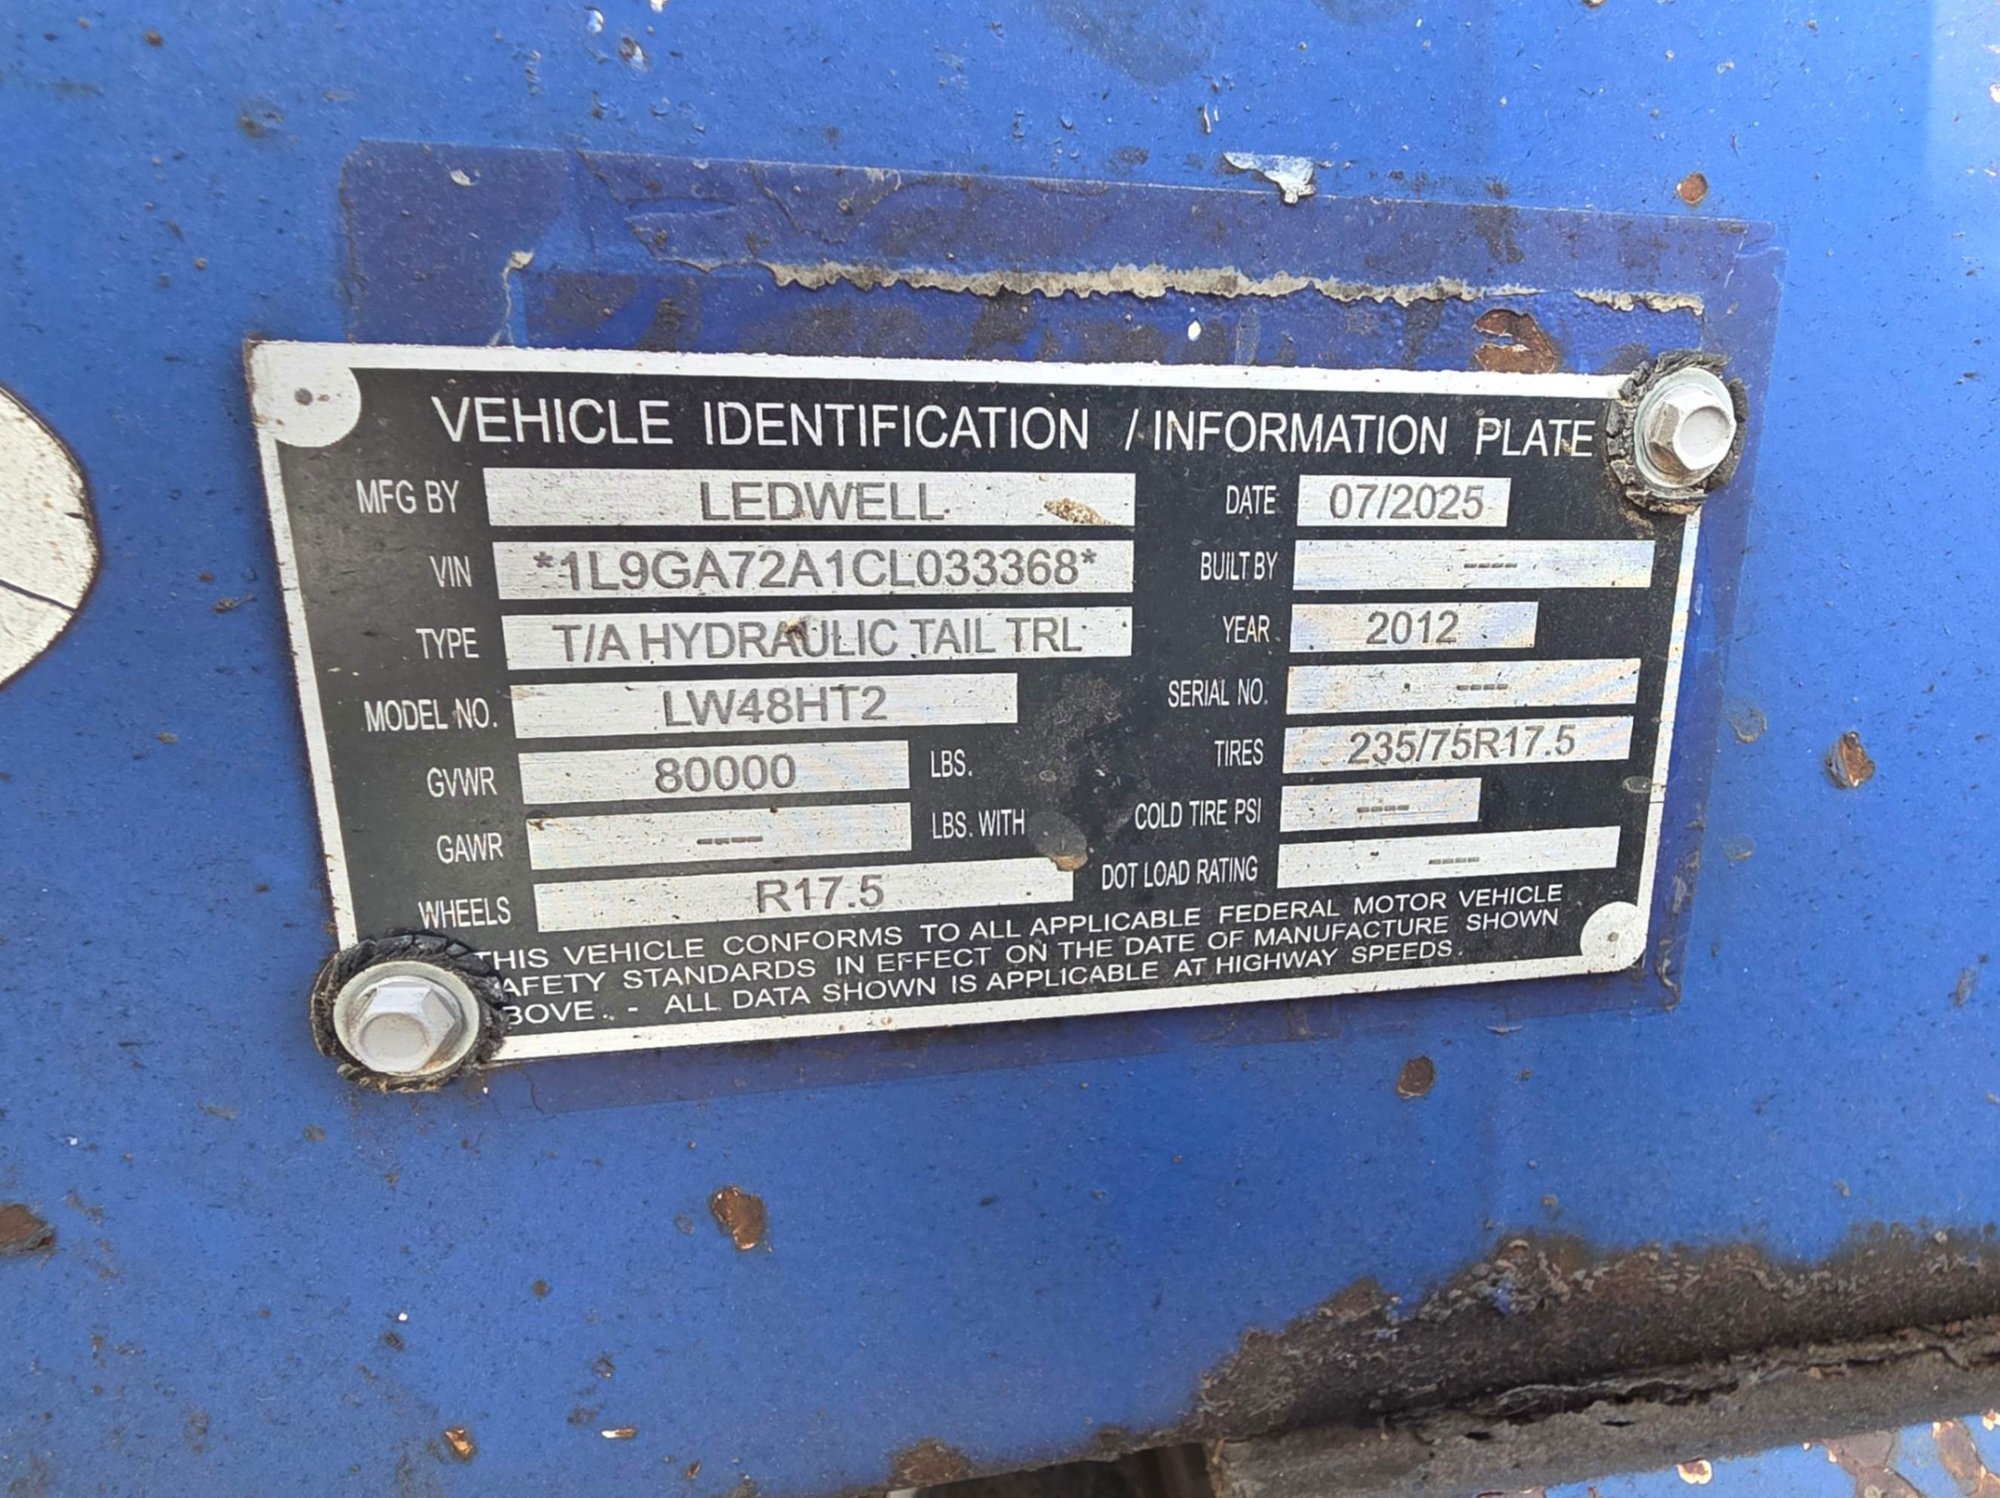 VEHICLE IDENTIFICATION / INFORMATION PLATE
MFG BY LEDWELL DATE 07/2025
VIN *1L9GA72A1CL033368* BUILT BY ----
TYPE T/A HYDRAULIC TAIL TRL YEAR 2012
MODEL NO. LW48HT2 SERIAL NO. ----
GVWR 80000 LBS. TIRES 235/75R17.5
GAWR ---- LBS. WITH COLD TIRE PSI ----
WHEELS R17.5 DOT LOAD RATING ----
THIS VEHICLE CONFORMS TO ALL APPLICABLE FEDERAL MOTOR VEHICLE
AFETY STANDARDS IN EFFECT ON THE DATE OF MANUFACTURE SHOWN
BOVE. - ALL DATA SHOWN IS APPLICABLE AT HIGHWAY SPEEDS.